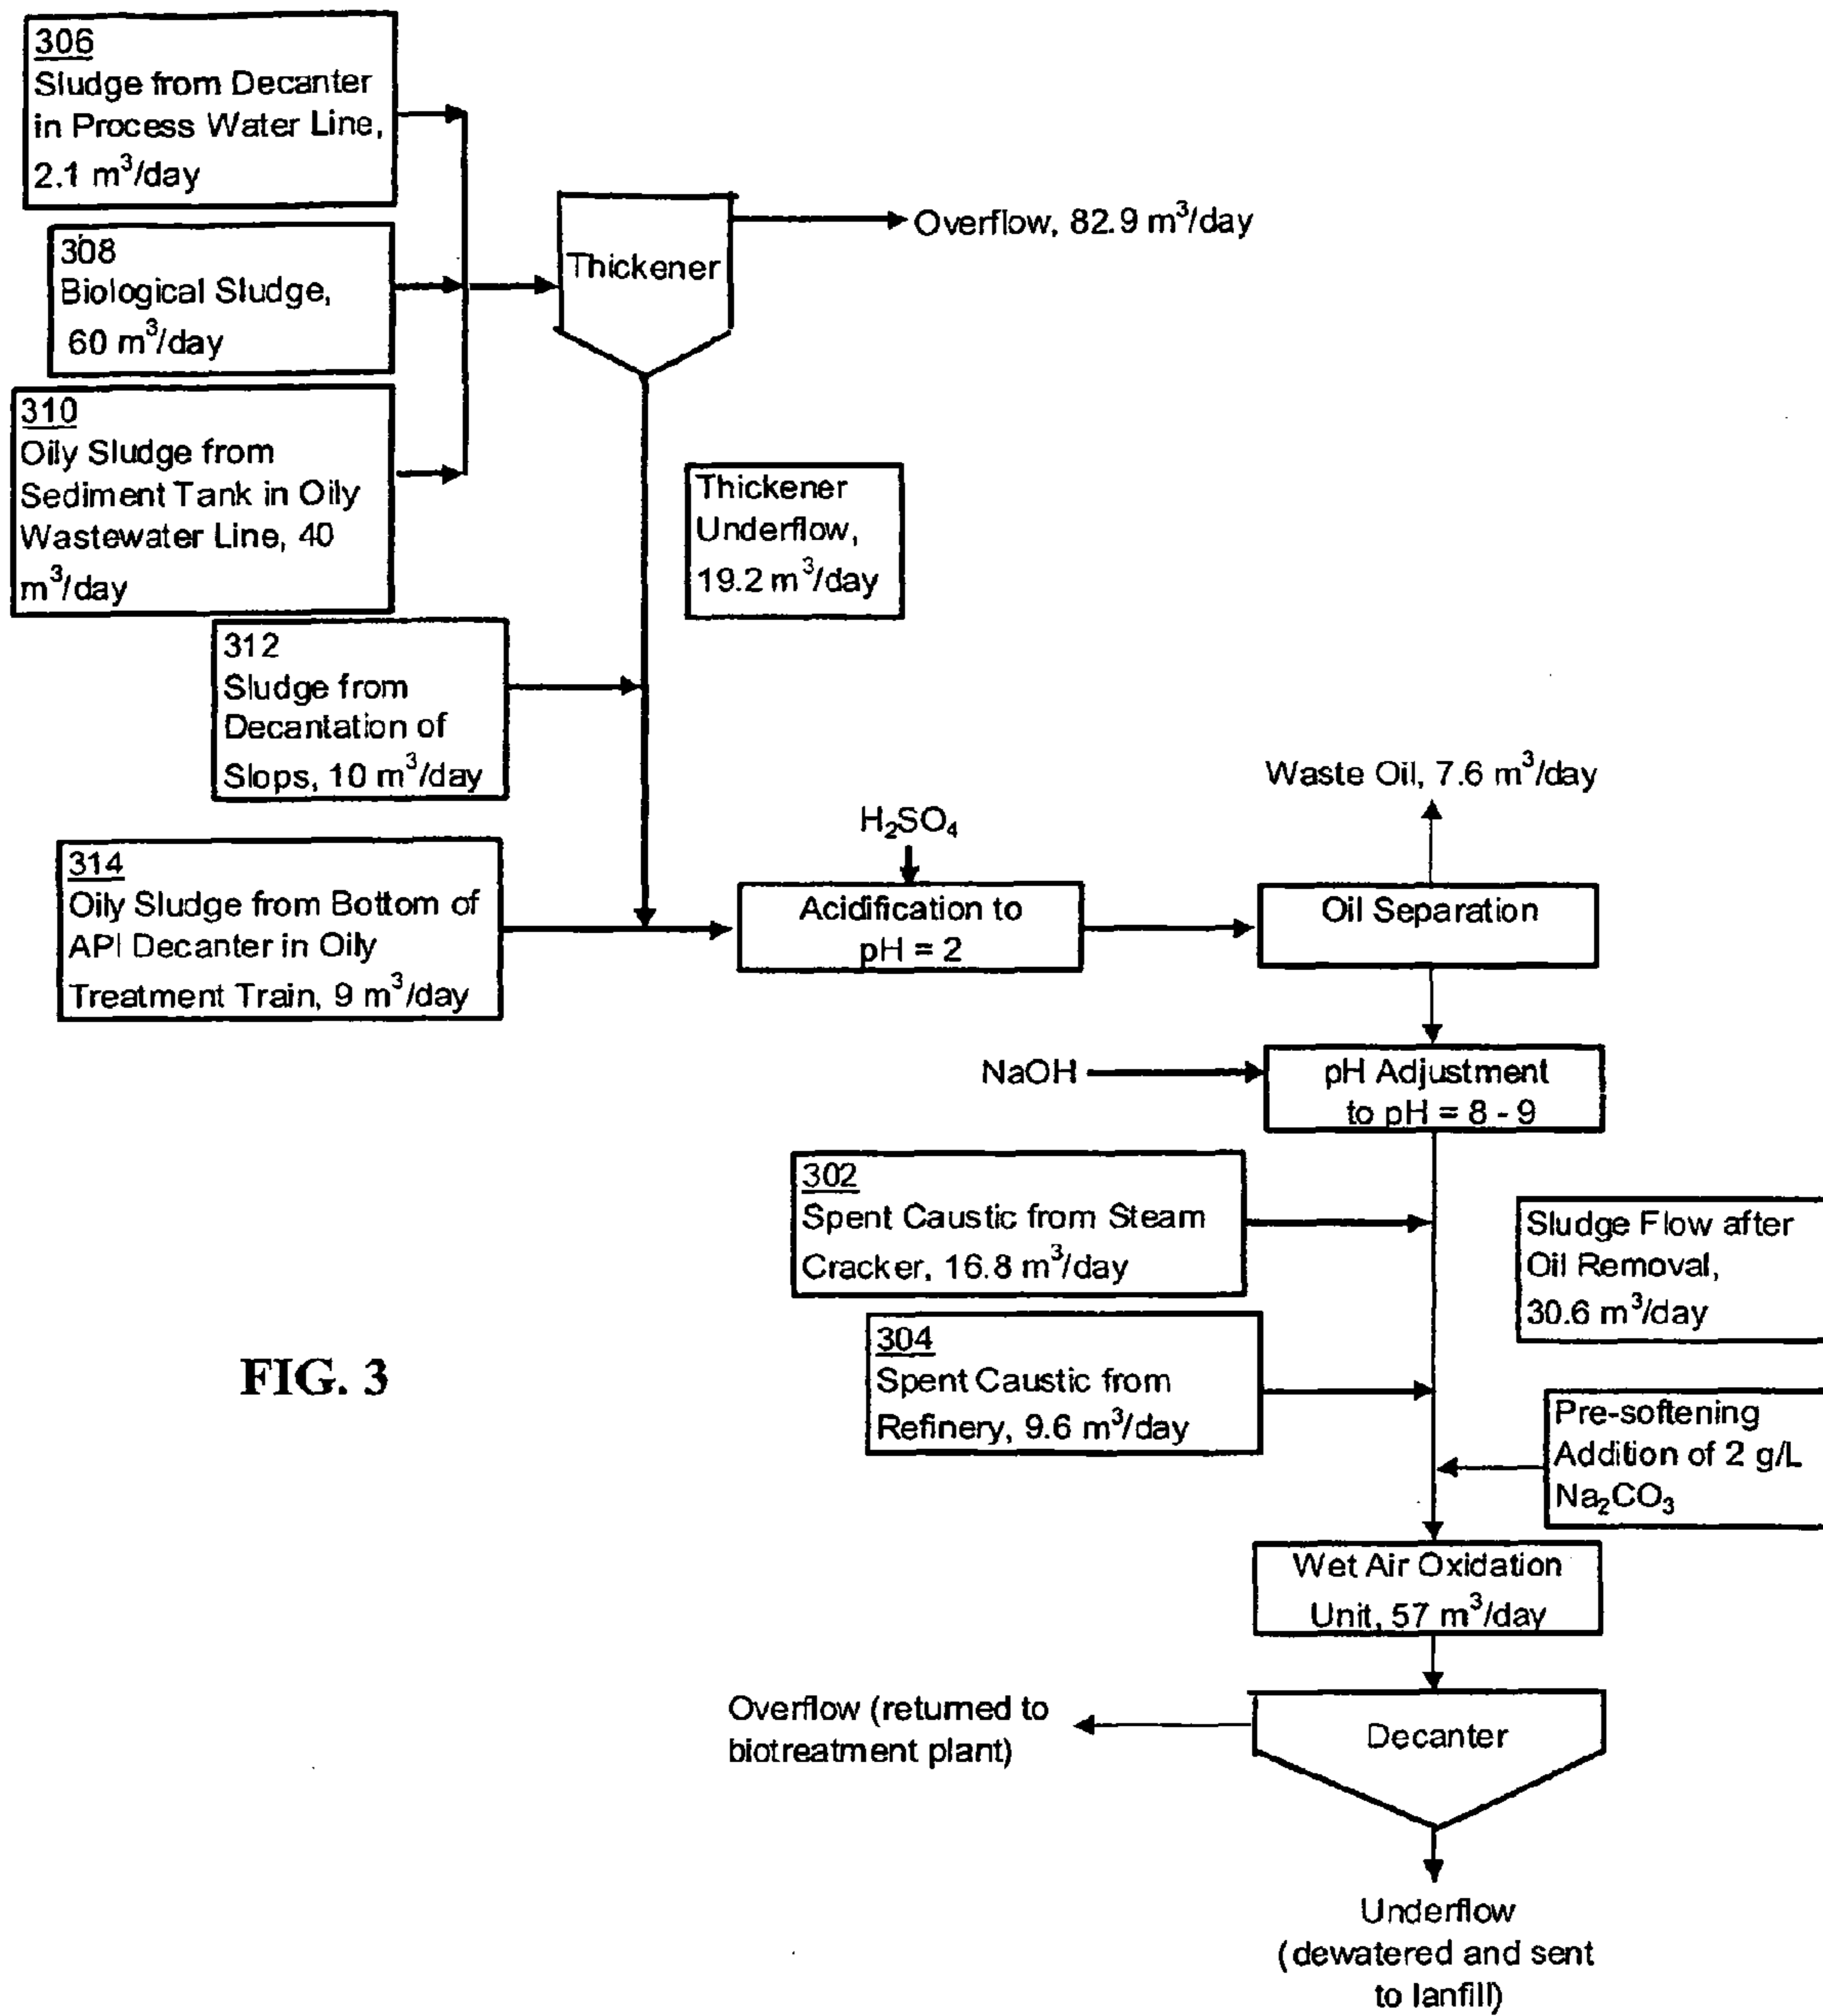 306
Sludge from Decanter
in Process Water Line,
2.1 m³/day
308
Biological Sludge,
60 m³/day
310
Oily Sludge from
Sediment Tank in Oily
Wastewater Line, 40
m³/day
Thickener
Overflow, 82.9 m³/day
Thickener
Underflow,
19.2 m³/day
312
Sludge from
Decantation of
Slops, 10 m³/day
314
Oily Sludge from Bottom of
API Decanter in Oily
Treatment Train, 9 m³/day
H₂SO₄
Acidification to
pH = 2
Waste Oil, 7.6 m³/day
Oil Separation
NaOH
pH Adjustment
to pH = 8 - 9
302
Spent Caustic from Steam
Cracker, 16.8 m³/day
Sludge Flow after
Oil Removal,
30.6 m³/day
304
Spent Caustic from
Refinery, 9.6 m³/day
Pre-softening
Addition of 2 g/L
Na₂CO₃
FIG. 3
Wet Air Oxidation
Unit, 57 m³/day
Overflow (returned to
biotreatment plant)
Decanter
Underflow
(dewatered and sent
to lanfill)